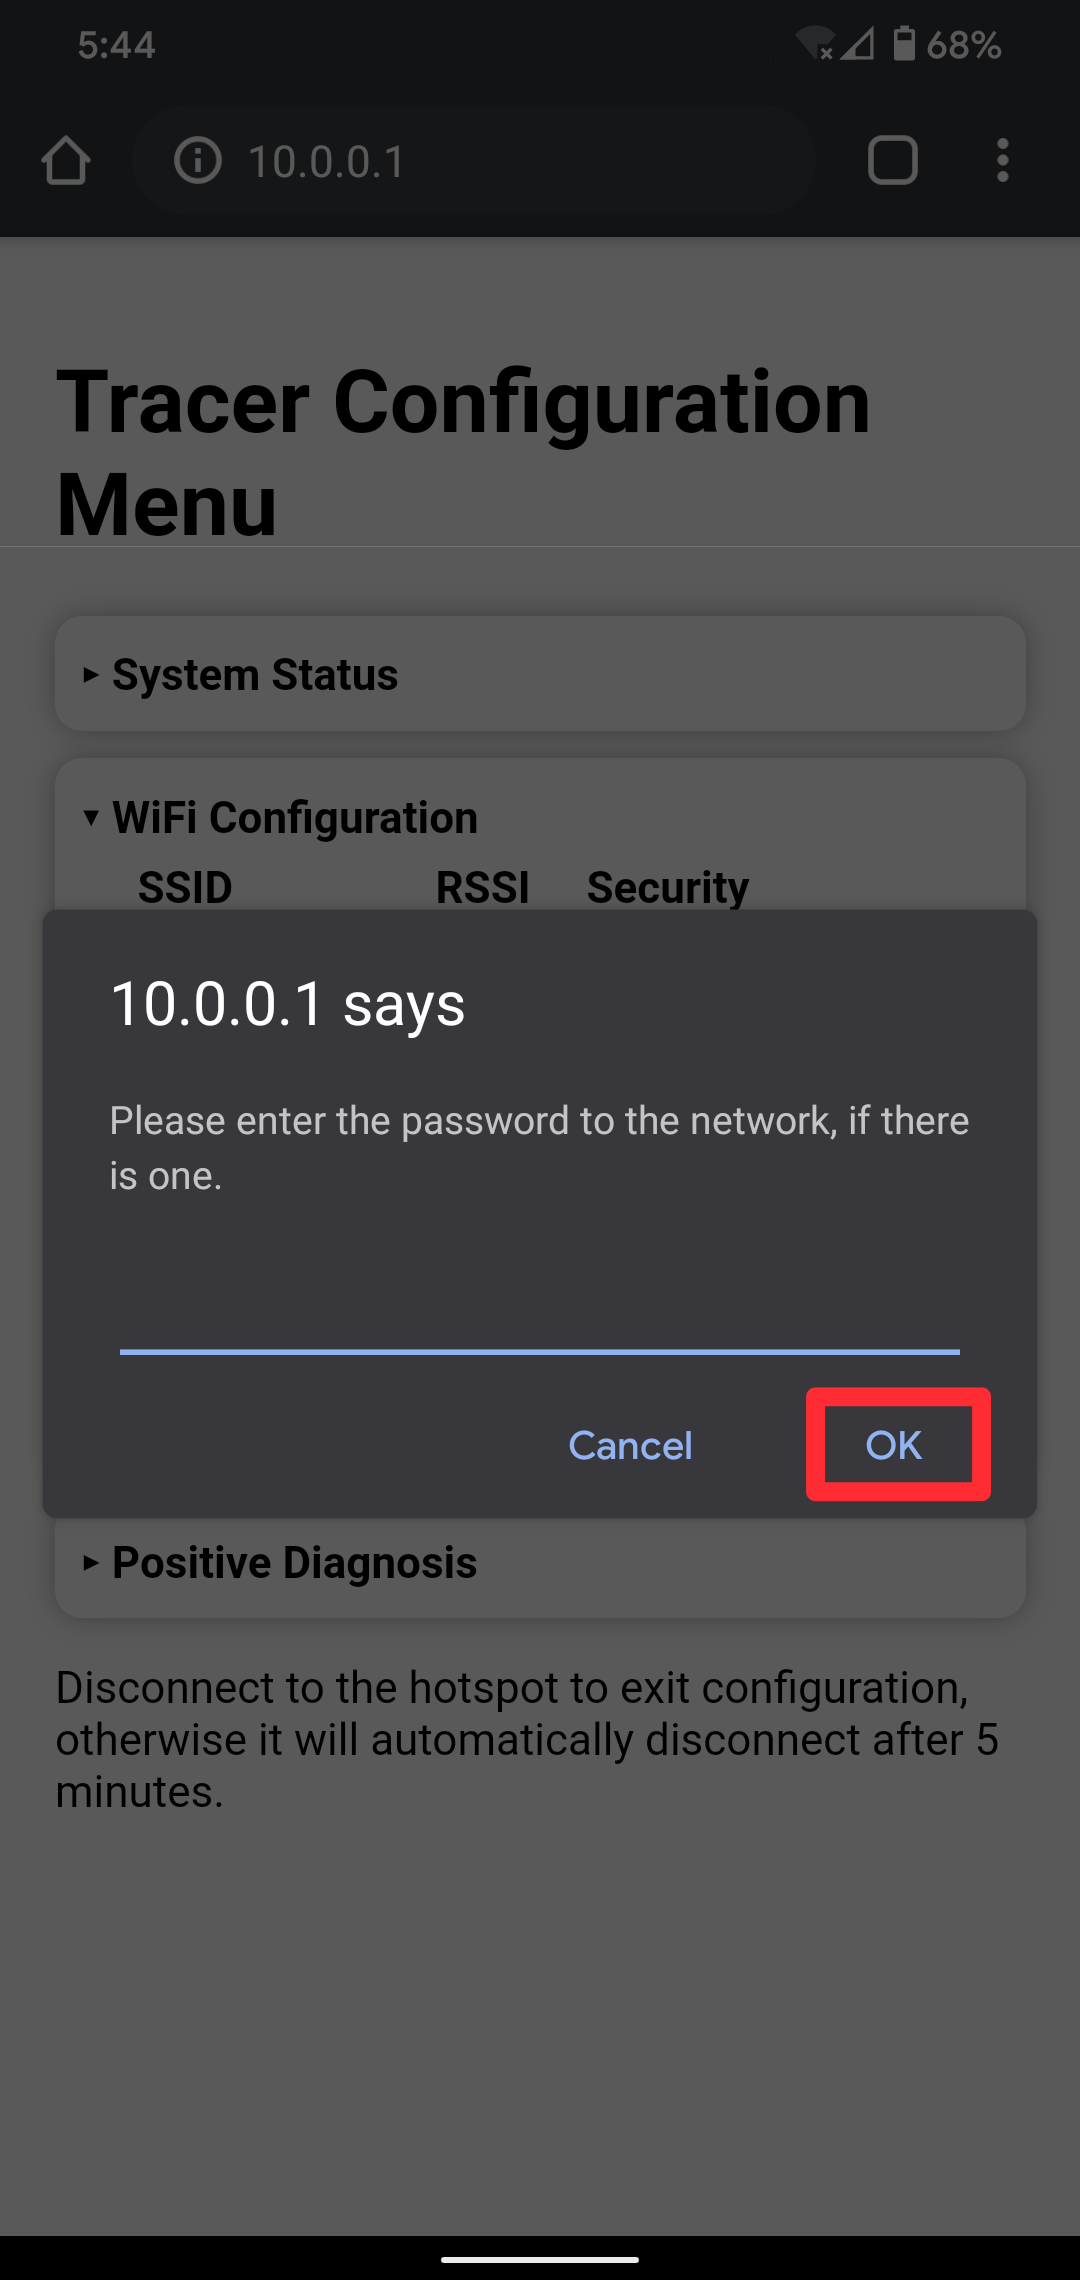 5:44
68%
10.0.0.1
Tracer Configuration
Menu
System Status
WiFi Configuration
SSID RSSI Security
10.0.0.1 says
Please enter the password to the network, if there
is one.
Cancel OK
Positive Diagnosis
Disconnect to the hotspot to exit configuration,
otherwise it will automatically disconnect after 5
minutes.